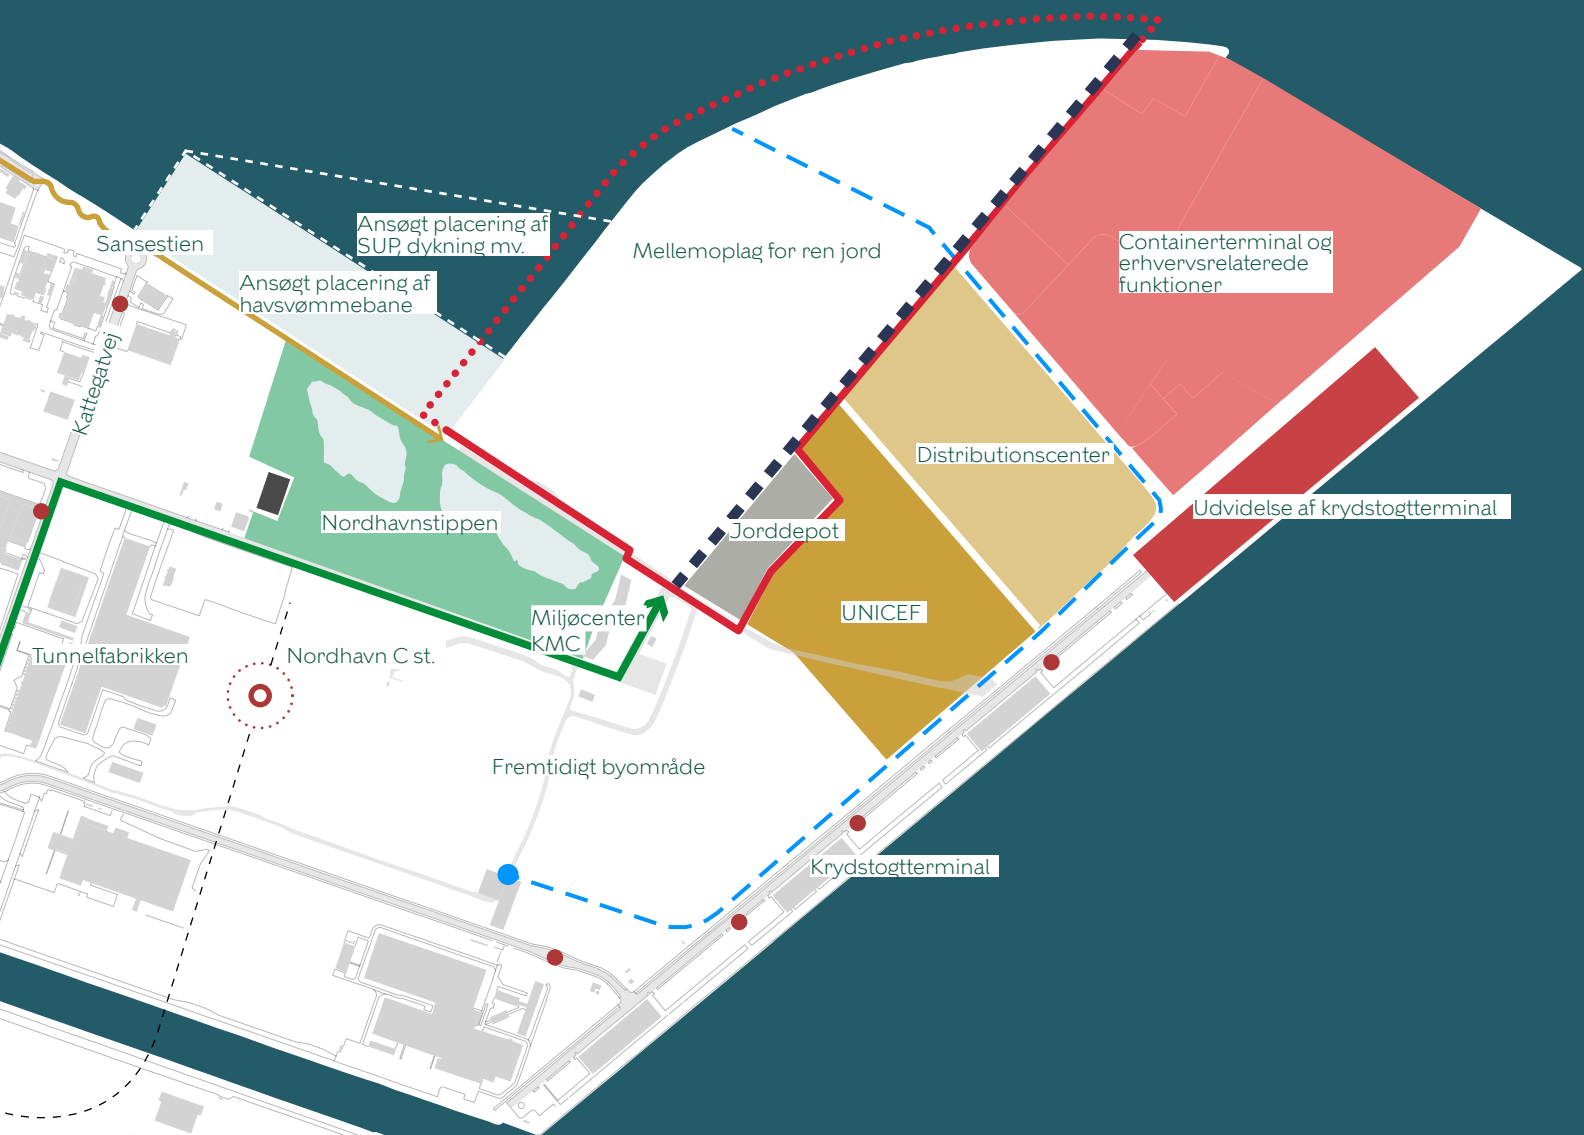 Ansøgt placering af
SUP, dykning mv.
Sansestien
Mellemoplag for ren jord
Containerterminal og
erhvervsrelaterede
funktioner
Ansøgt placering af
havsvømmebane
Kattegatvej
Distributionscenter
Udvidelse af krydstogtterminal
Nordhavnstippen
Jorddepot
UNICEF
Miljøcenter
KMC
Tunnelfabrikken
Nordhavn C st.
Fremtidigt byområde
Krydstogtterminal